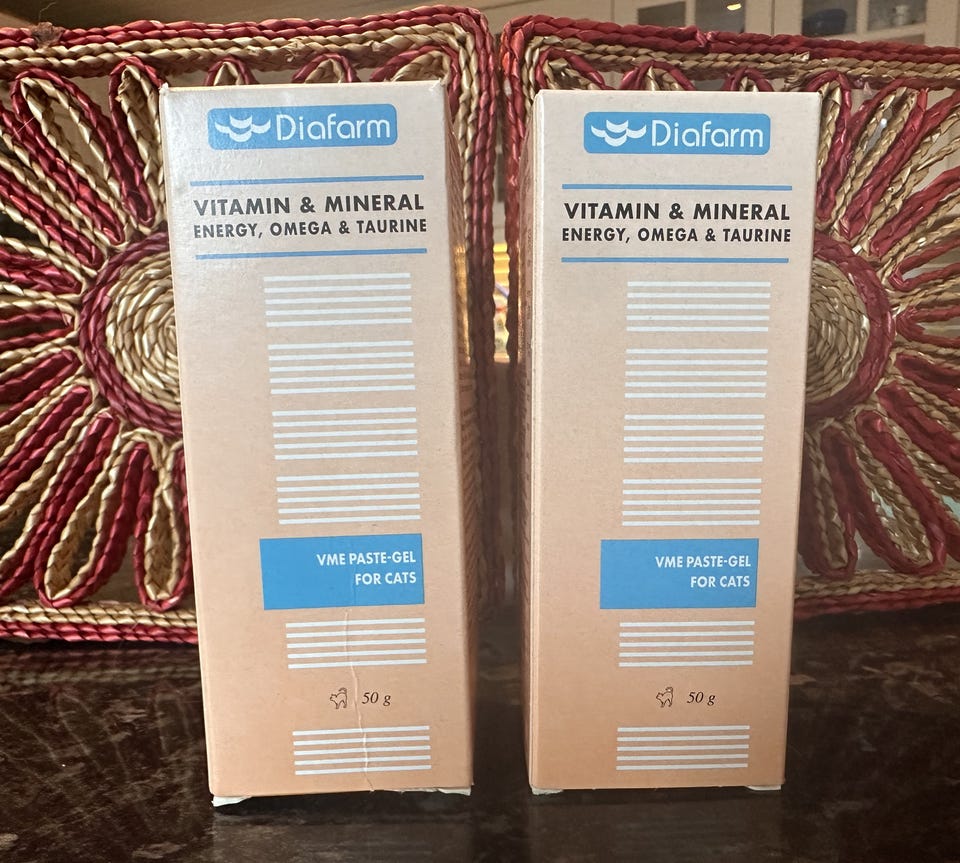 Diafarm
VITAMIN & MINERAL
ENERGY, OMEGA & TAURINE
VME PASTE-GEL
FOR CATS
50 g
Diafarm
VITAMIN & MINERAL
ENERGY, OMEGA & TAURINE
VME PASTE-GEL
FOR CATS
50 g